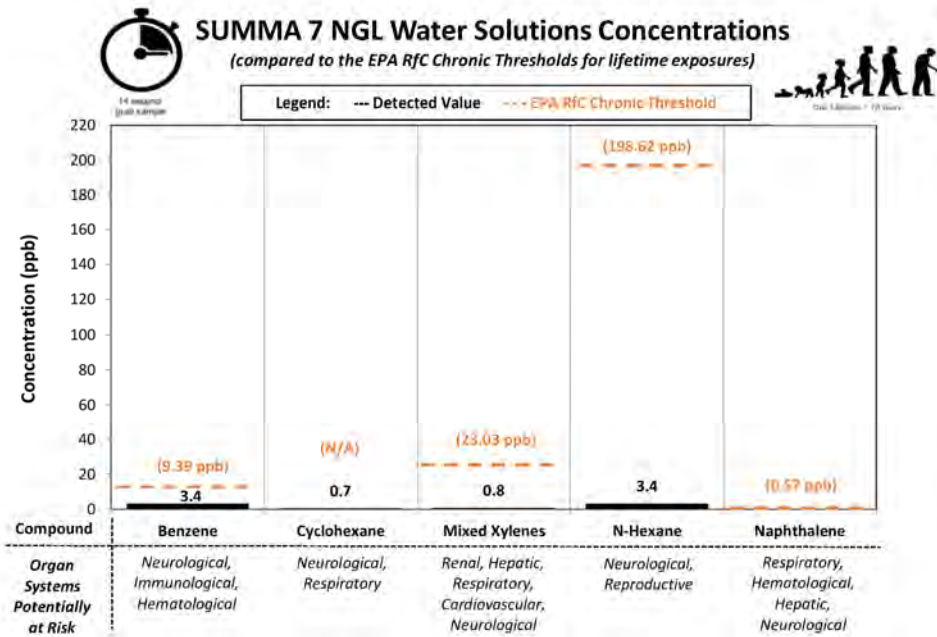 SUMMA 7 NGL Water Solutions Concentrations
(compared to the EPA RfC Chronic Thresholds for lifetime exposures)
14 second
grab sample
Legend: --- Detected Value --- EPA RfC Chronic Threshold
Concentration (ppb)
220
200
180
160
140
120
100
80
60
40
20
0
(9.39 ppb)
3.4
(N/A)
0.7
(23.03 ppb)
0.8
(198.62 ppb)
3.4
(0.57 ppb)
Compound Benzene Cyclohexane Mixed Xylenes N-Hexane Naphthalene
Organ Systems Potentially at Risk
Neurological,
Immunological,
Hematological
Neurological,
Respiratory
Renal, Hepatic,
Respiratory,
Cardiovascular,
Neurological
Neurological,
Reproductive
Respiratory,
Hematological,
Hepatic,
Neurological